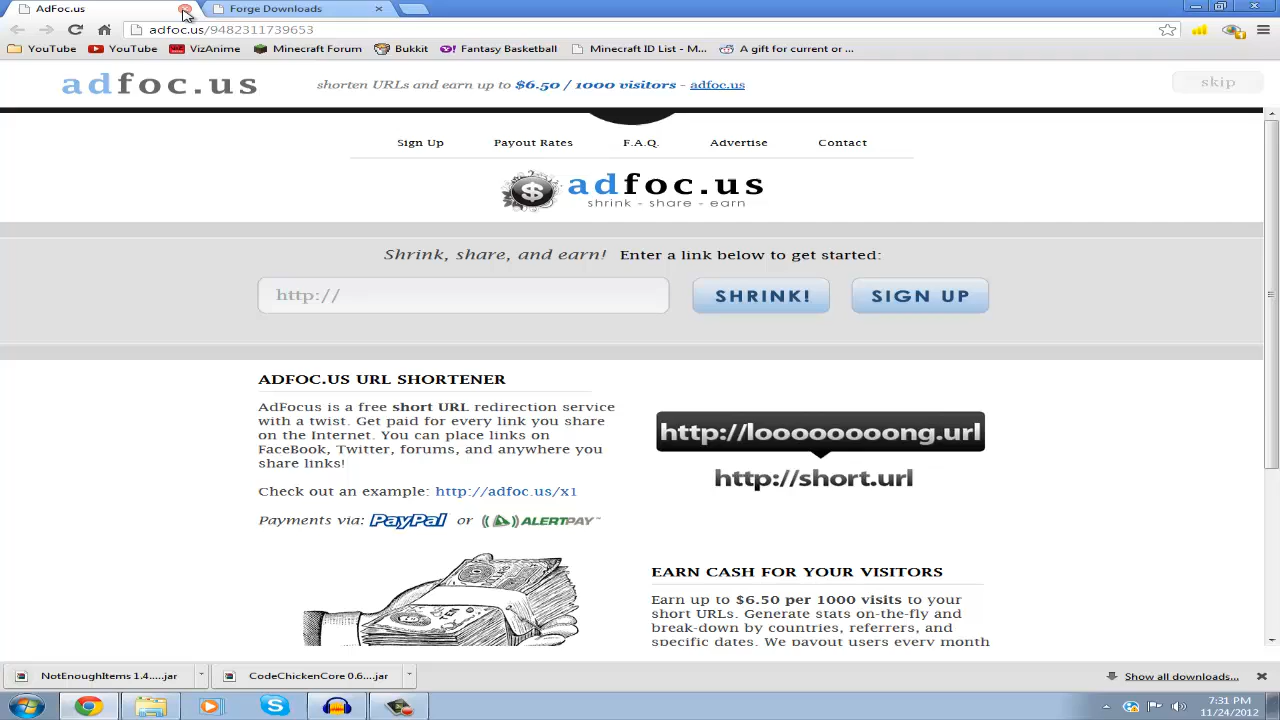 AdFoc.us
Forge Downloads
adfoc.us/9482311739653
YouTube YouTube VizAnime Minecraft Forum Bukkit Fantasy Basketball Minecraft ID List - M... A gift for current or ...
adfoc.us
shorten URLs and earn up to $6.50 / 1000 visitors - adfoc.us
skip
Sign Up Payout Rates F.A.Q. Advertise Contact
$ adfoc.us
shrink - share - earn
Shrink, share, and earn! Enter a link below to get started:
http://
SHRINK!
SIGN UP
ADFOC.US URL SHORTENER
AdFocus is a free short URL redirection service
with a twist. Get paid for every link you share
on the Internet. You can place links on
FaceBook, Twitter, forums, and anywhere you
share links!
Check out an example: http://adfoc.us/x1
Payments via: PayPal or ALERTPAY
http://looooooooong.url
http://short.url
EARN CASH FOR YOUR VISITORS
Earn up to $6.50 per 1000 visits to your
short URLs. Generate stats on-the-fly and
break-down by countries, referrers, and
specific dates. We payout users every month
NotEnoughItems 1.4.....jar
CodeChickenCore 0.6....jar
Show all downloads...
7:31 PM
11/24/2012